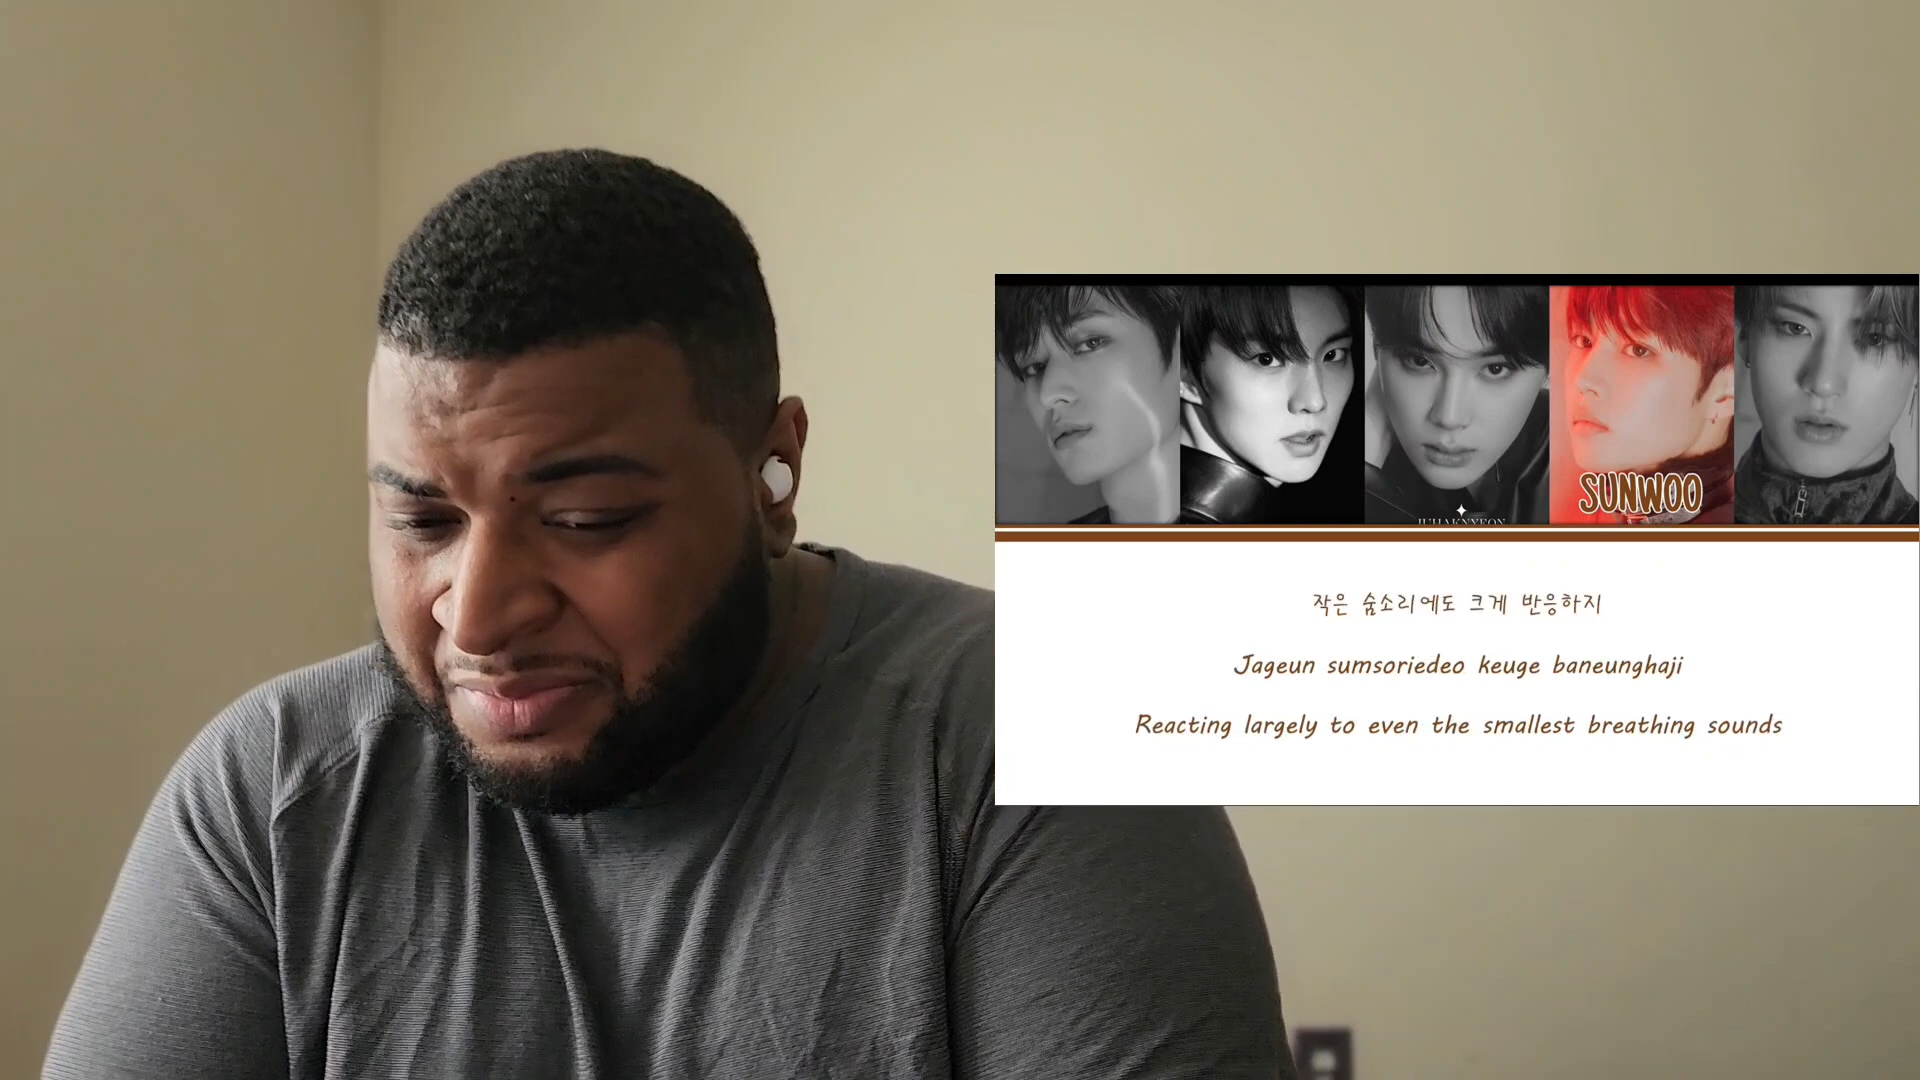 SUNWOO
JUHAKNYEON
작은 숨소리에도 크게 반응하지
Jageun sumsoriedeo keuge baneunghaji
Reacting largely to even the smallest breathing sounds